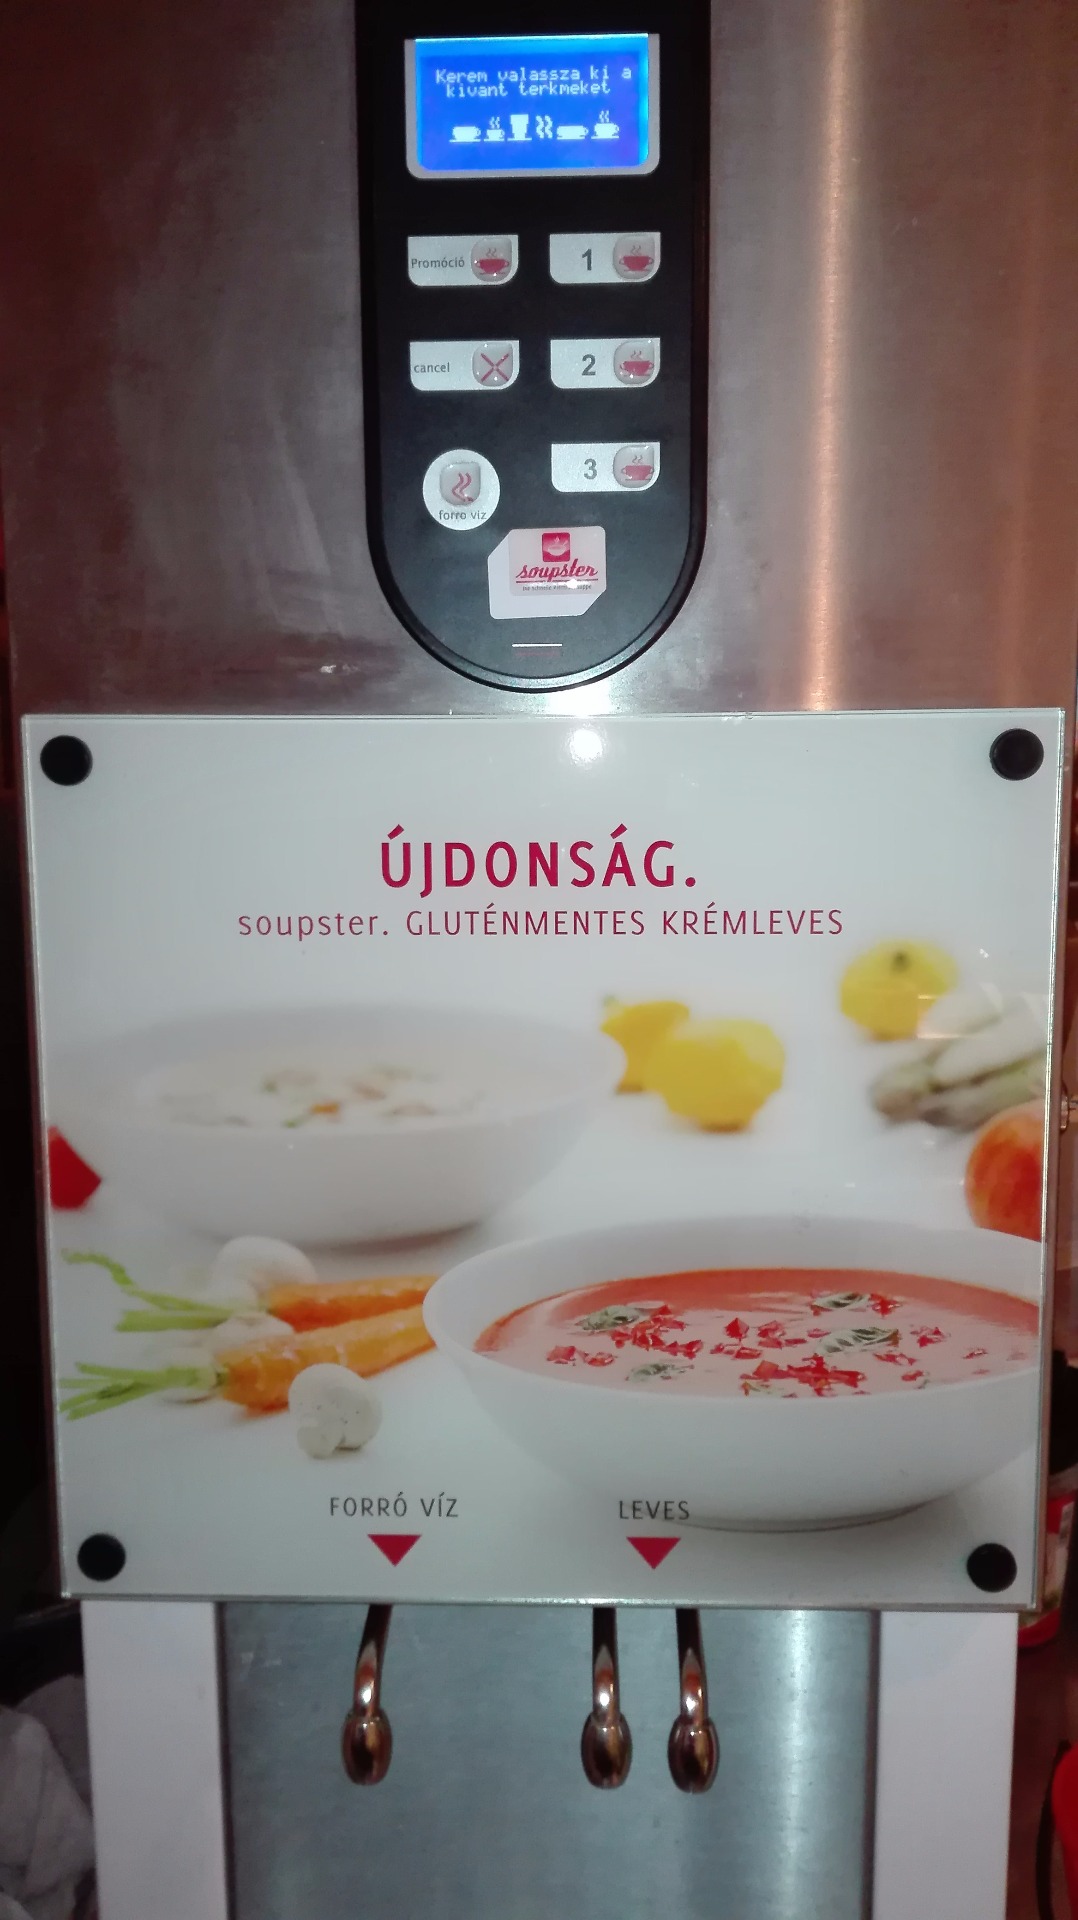 Kerem valassza ki a
kivant terkmeket
Promóció
1
cancel
2
3
forro viz
soupster
ÚJDONSÁG.
soupster. GLUTÉNMENTES KRÉMLEVES
FORRÓ VÍZ
LEVES